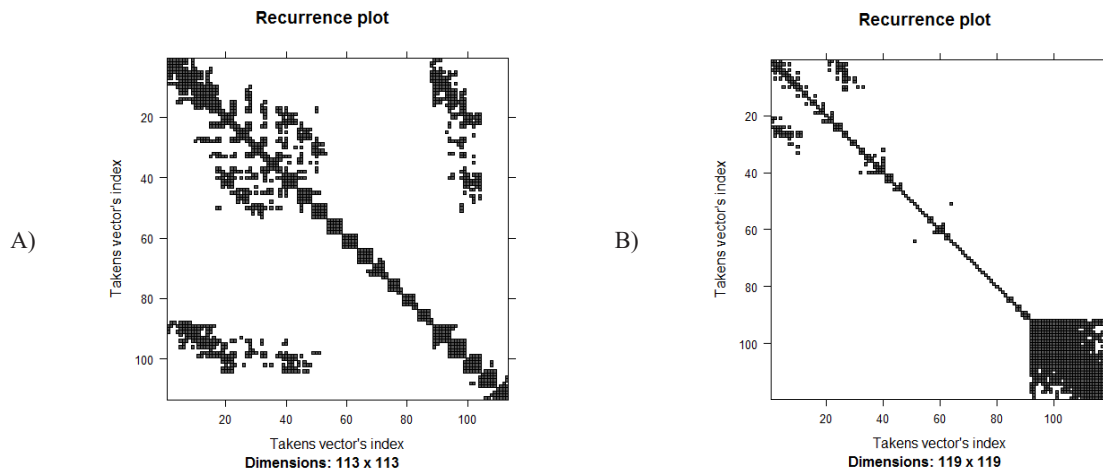 A)
Recurrence plot
Takens vector's index
20
40
60
80
100
20 40 60 80 100
Takens vector's index
Dimensions: 113 x 113
B)
Recurrence plot
Takens vector's index
20
40
60
80
100
20 40 60 80 100
Takens vector's index
Dimensions: 119 x 119